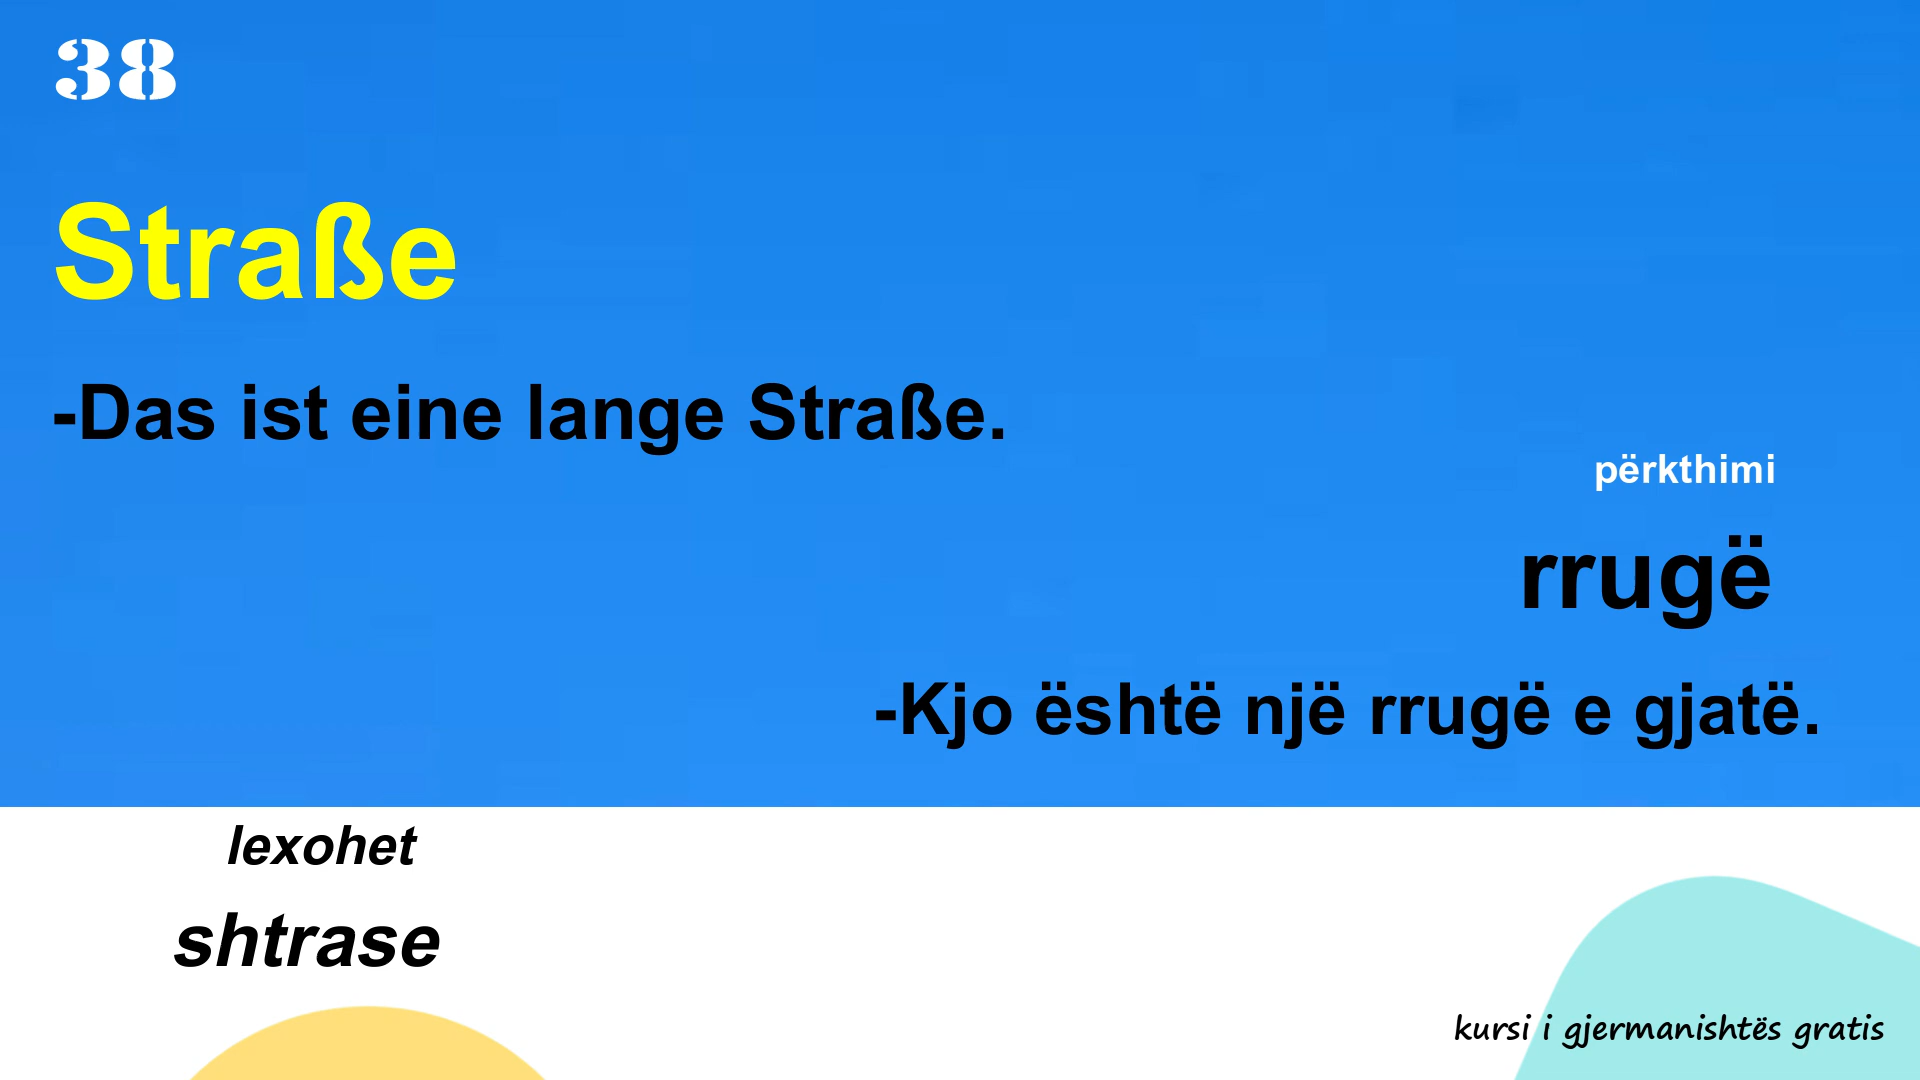 38
Straße
-Das ist eine lange Straße.
përkthimi
rrugë
-Kjo është një rrugë e gjatë.
lexohet
shtrase
kursi i gjermanishtës gratis